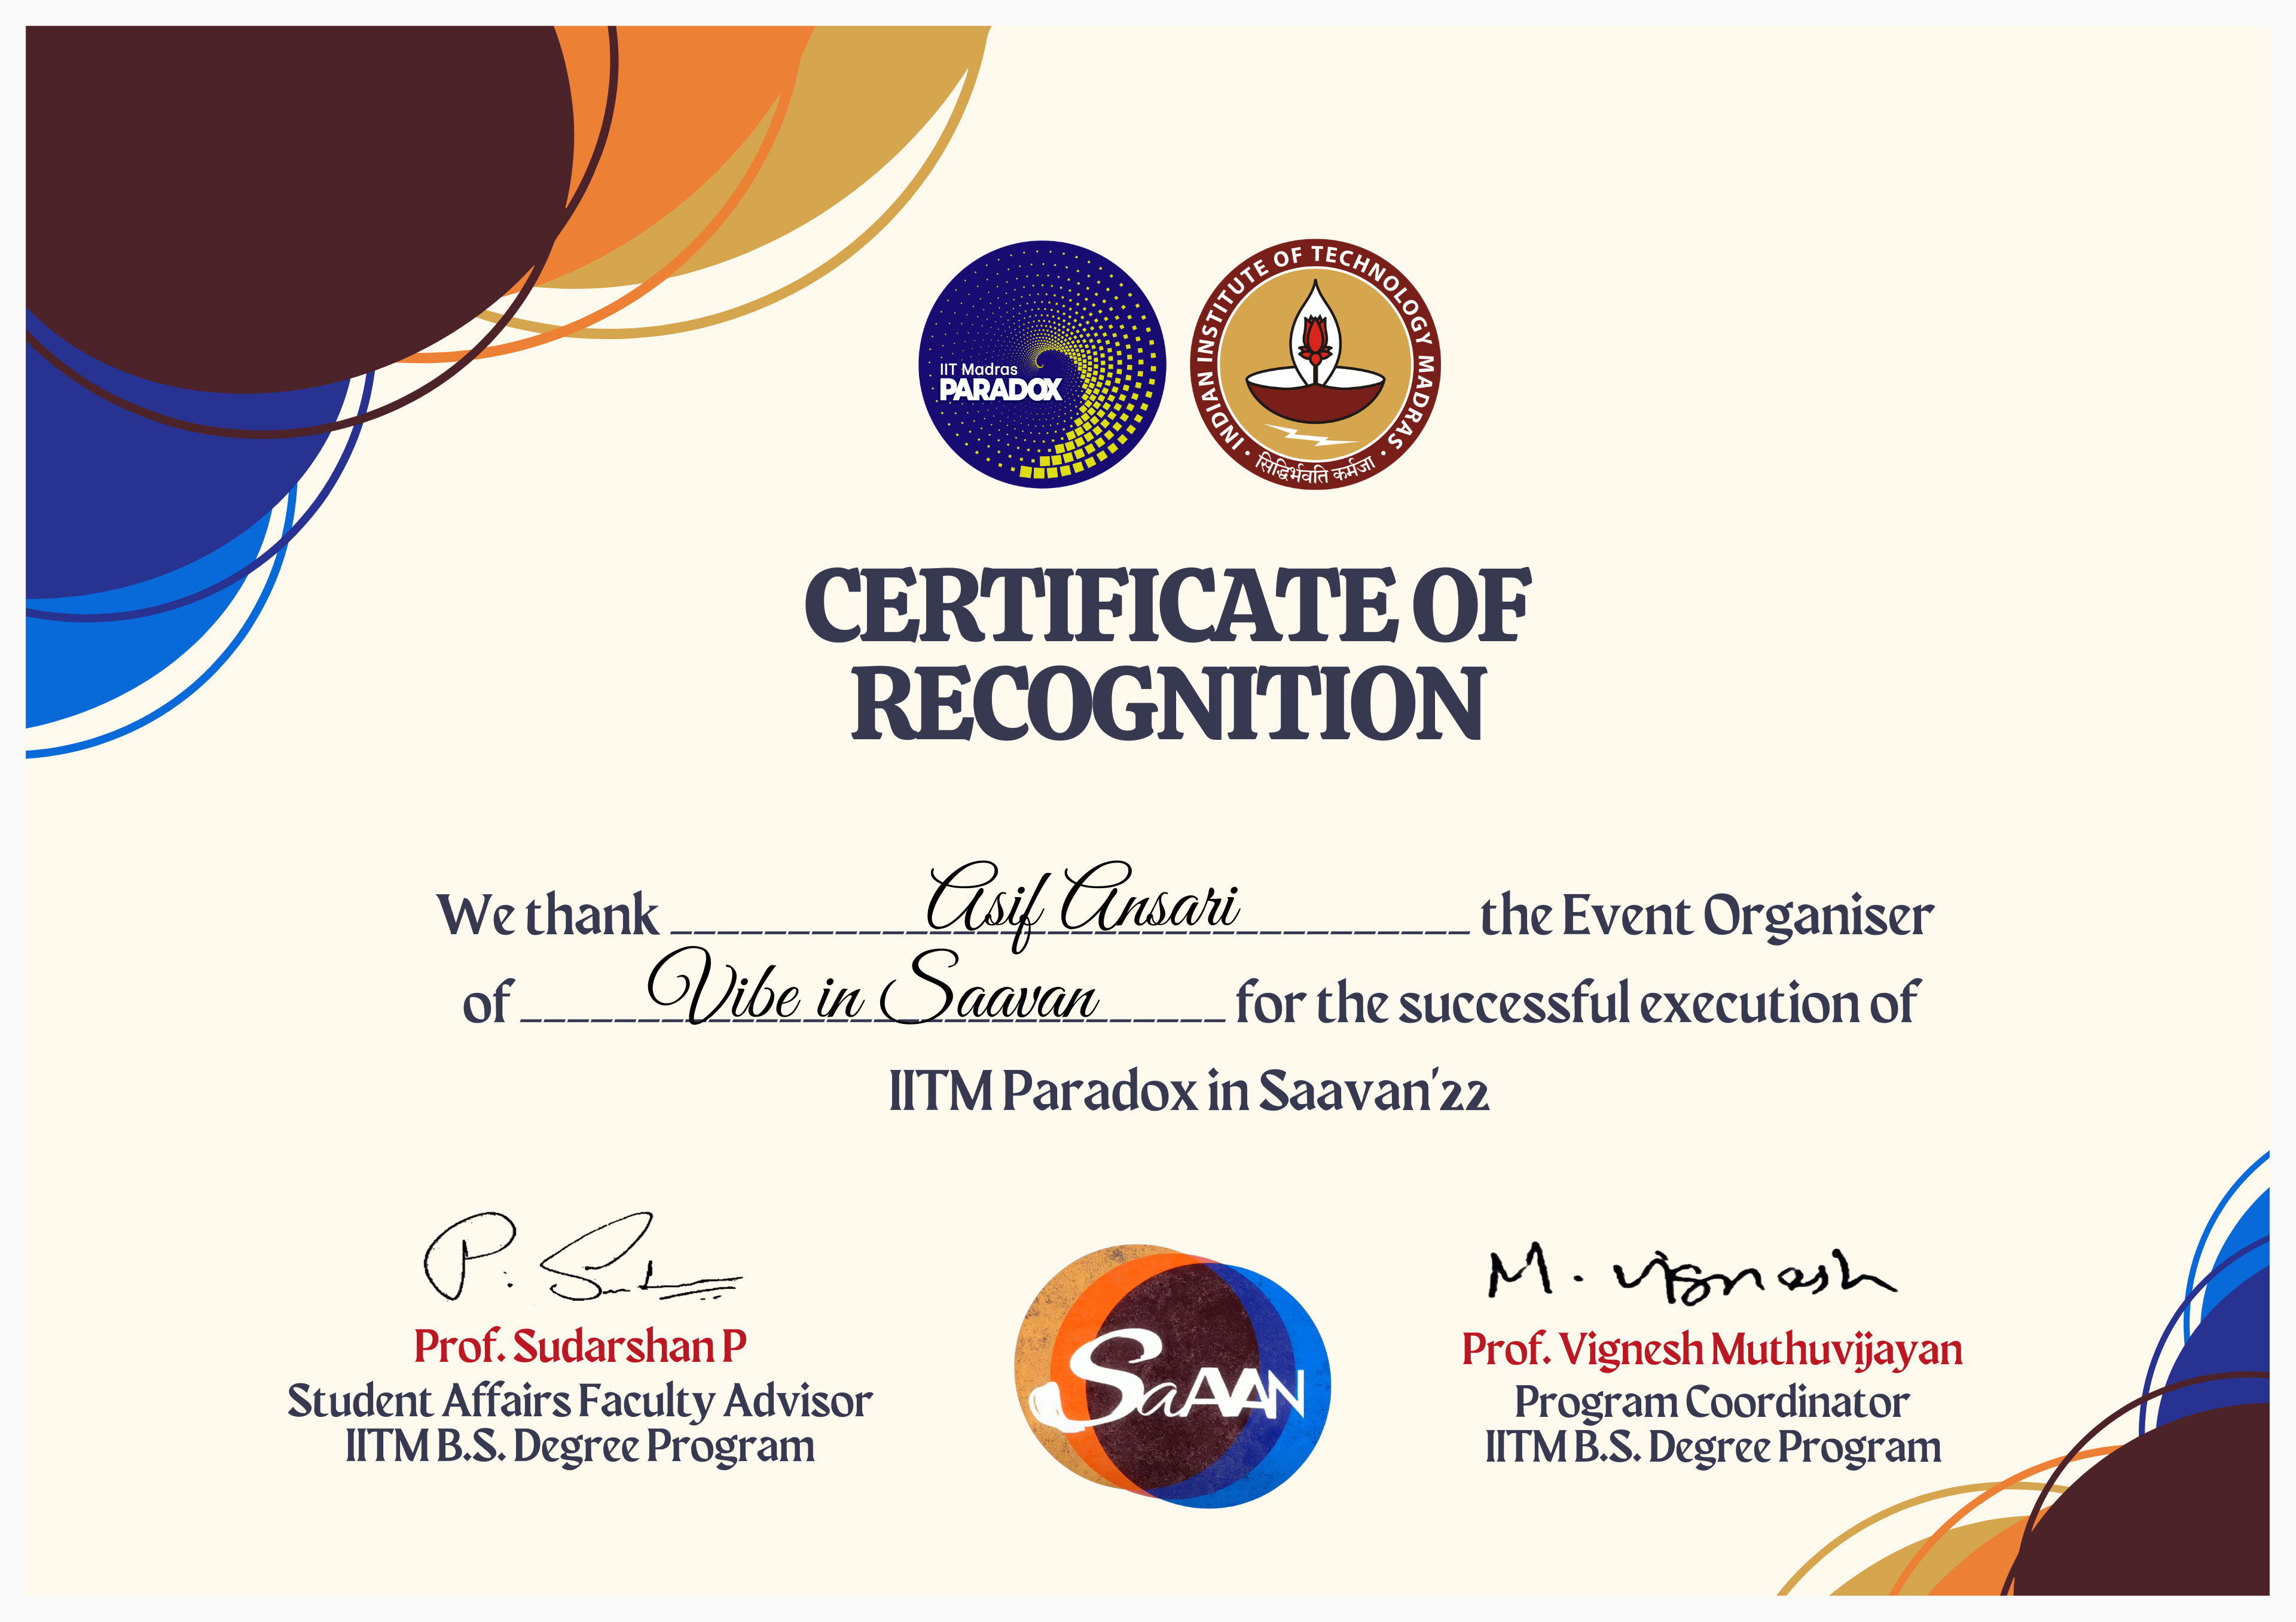 IIT Madras
PARADOX
INDIAN INSTITUTE OF TECHNOLOGY MADRAS
सिद्धिर्भवति कर्मजा
CERTIFICATE OF
RECOGNITION
We thank Asif Ansari the Event Organiser
of Vibe in Saavan for the successful execution of
IITM Paradox in Saavan'22
P. Sud
M. Vignesh
Prof. Sudarshan P
Student Affairs Faculty Advisor
IITM B.S. Degree Program
SaAVAN
Prof. Vignesh Muthuvijayan
Program Coordinator
IITM B.S. Degree Program